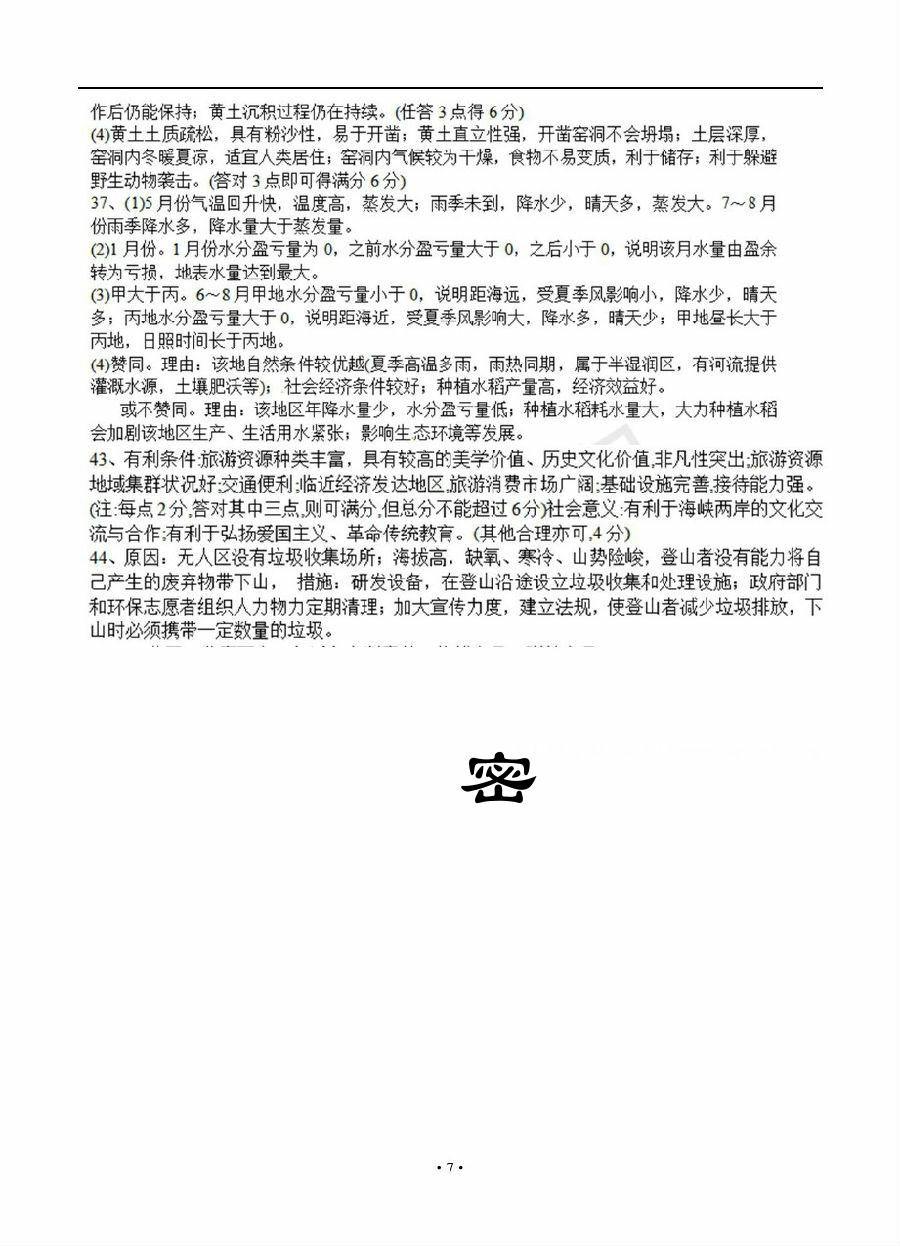 作后仍能保持；黄土沉积过程仍在持续。(任答 3 点得 6 分)
(4)黄土土质疏松，具有粉沙性，易于开凿；黄土直立性强，开凿窑洞不会坍塌；土层深厚，
窑洞内冬暖夏凉，适宜人类居住；窑洞内气候较为干燥，食物不易变质，利于储存；利于躲避
野生动物袭击。(答对 3 点即可得满分 6 分)
37、(1)5 月份气温回升快，温度高，蒸发大；雨季未到，降水少，晴天多，蒸发大。7～8 月
份雨季降水多，降水量大于蒸发量。
(2)1 月份。1 月份水分盈亏量为 0，之前水分盈亏量大于 0，之后小于 0，说明该月水量由盈余
转为亏损，地表水量达到最大。
(3)甲大于丙。6～8 月甲地水分盈亏量小于 0，说明距海远，受夏季风影响小，降水少，晴天
多；丙地水分盈亏量大于 0，说明距海近，受夏季风影响大，降水多，晴天少；甲地昼长大于
丙地，日照时间长于丙地。
(4)赞同。理由：该地自然条件较优越(夏季高温多雨，雨热同期，属于半湿润区，有河流提供
灌溉水源，土壤肥沃等)；社会经济条件较好；种植水稻产量高，经济效益好。
或不赞同。理由：该地区年降水量少，水分盈亏量低；种植水稻耗水量大，大力种植水稻
会加剧该地区生产、生活用水紧张；影响生态环境等发展。
43、有利条件:旅游资源种类丰富，具有较高的美学价值、历史文化价值,非凡性突出;旅游资源
地域集群状况好;交通便利;临近经济发达地区,旅游消费市场广阔;基础设施完善,接待能力强。
(注:每点 2 分,答对其中三点,则可满分,但总分不能超过 6 分)社会意义:有利于海峡两岸的文化交
流与合作;有利于弘扬爱国主义、革命传统教育。(其他合理亦可,4 分)
44、原因：无人区没有垃圾收集场所；海拔高，缺氧、寒冷、山势险峻，登山者没有能力将自
己产生的废弃物带下山， 措施：研发设备，在登山沿途设立垃圾收集和处理设施；政府部门
和环保志愿者组织人力物力定期清理；加大宣传力度，建立法规，使登山者减少垃圾排放，下
山时必须携带一定数量的垃圾。
密
·7·